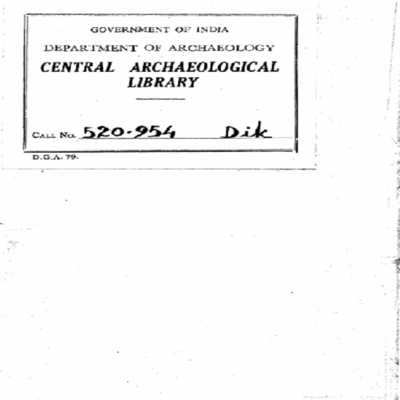 GOVERNMENT OF INDIA
DEPARTMENT OF ARCHAEOLOGY
CENTRAL ARCHAEOLOGICAL
LIBRARY
CALL No. 520.954 Dik
D.G.A. 79.